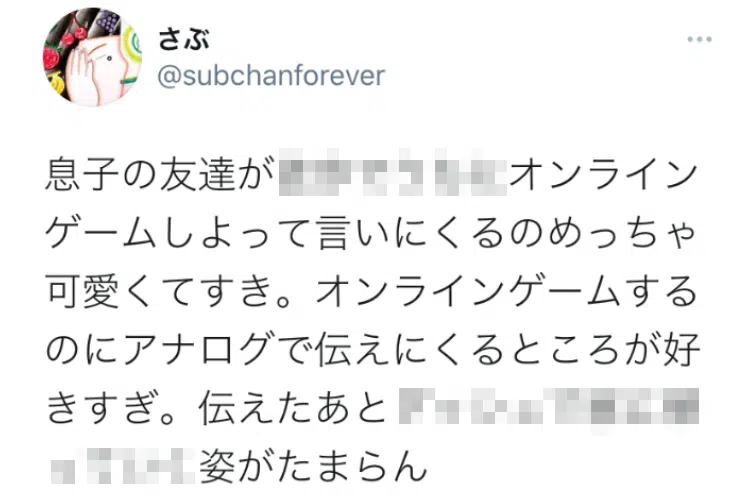 さぶ
@subchanforever
息子の友達が オンライン
ゲームしよって言いにくるのめっちゃ
可愛くてすき。オンラインゲームする
のにアナログで伝えにくるところが好
きすぎ。伝えたあと
姿がたまらん